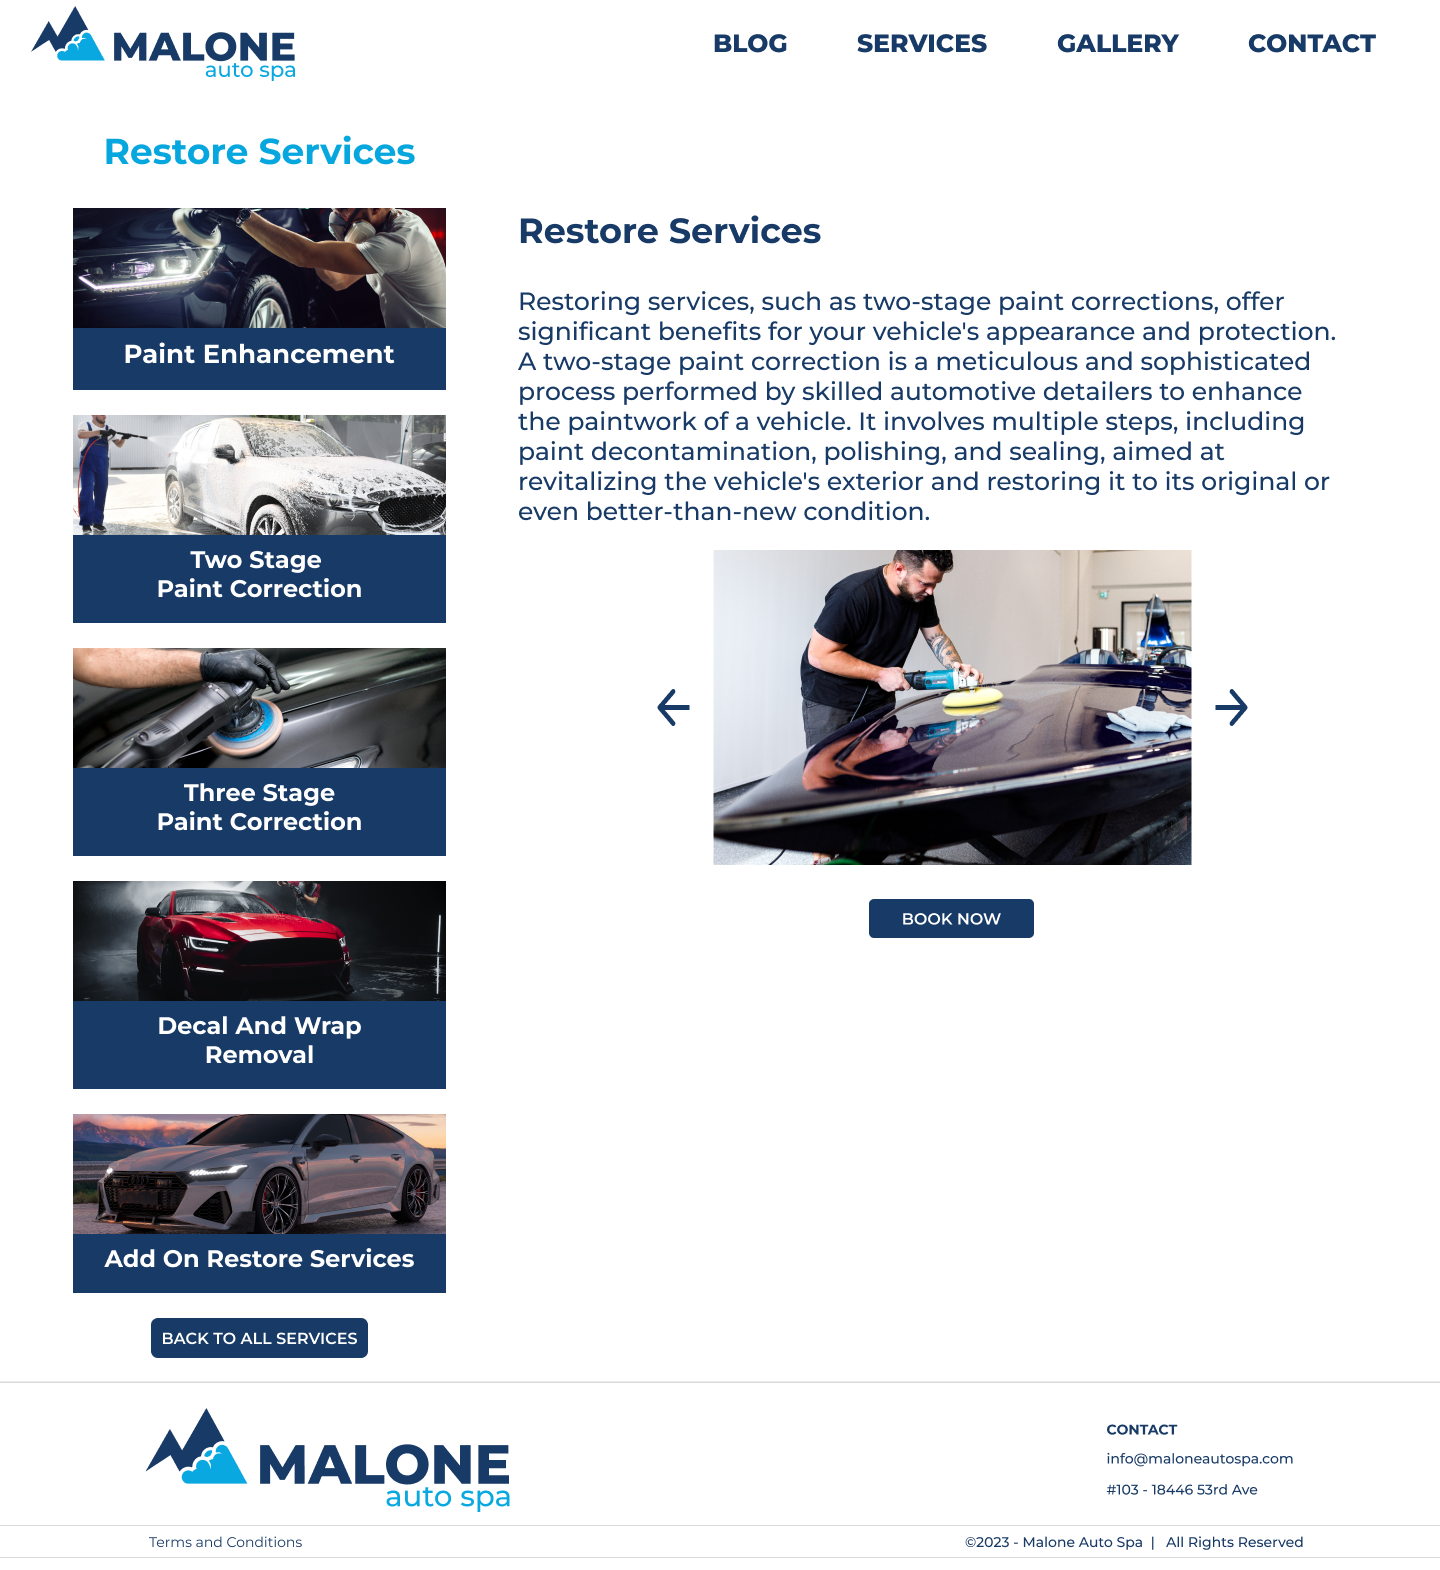 MALONE
auto spa
BLOG SERVICES GALLERY CONTACT
Restore Services
Paint Enhancement
Two Stage
Paint Correction
Three Stage
Paint Correction
Decal And Wrap
Removal
Add On Restore Services
BACK TO ALL SERVICES
Restore Services
Restoring services, such as two-stage paint corrections, offer
significant benefits for your vehicle's appearance and protection.
A two-stage paint correction is a meticulous and sophisticated
process performed by skilled automotive detailers to enhance
the paintwork of a vehicle. It involves multiple steps, including
paint decontamination, polishing, and sealing, aimed at
revitalizing the vehicle's exterior and restoring it to its original or
even better-than-new condition.
BOOK NOW
MALONE
auto spa
CONTACT
info@maloneautospa.com
#103 - 18446 53rd Ave
Terms and Conditions
©2023 - Malone Auto Spa | All Rights Reserved